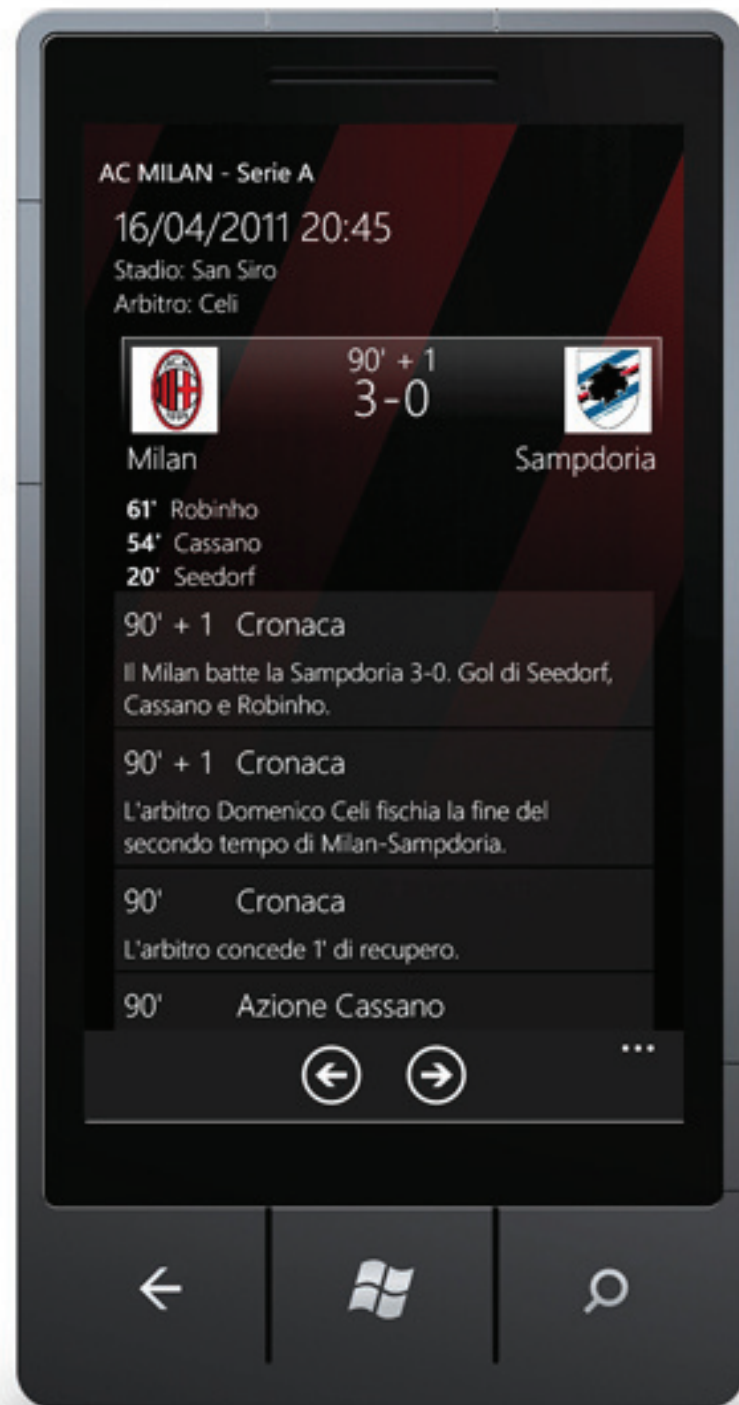 AC MILAN - Serie A
16/04/2011 20:45
Stadio: San Siro
Arbitro: Celi
90' + 1
3-0
Milan
Sampdoria
61' Robinho
54' Cassano
20' Seedorf
90' + 1 Cronaca
Il Milan batte la Sampdoria 3-0. Gol di Seedorf,
Cassano e Robinho.
90' + 1 Cronaca
L'arbitro Domenico Celi fischia la fine del
secondo tempo di Milan-Sampdoria.
90' Cronaca
L'arbitro concede 1' di recupero.
90' Azione Cassano